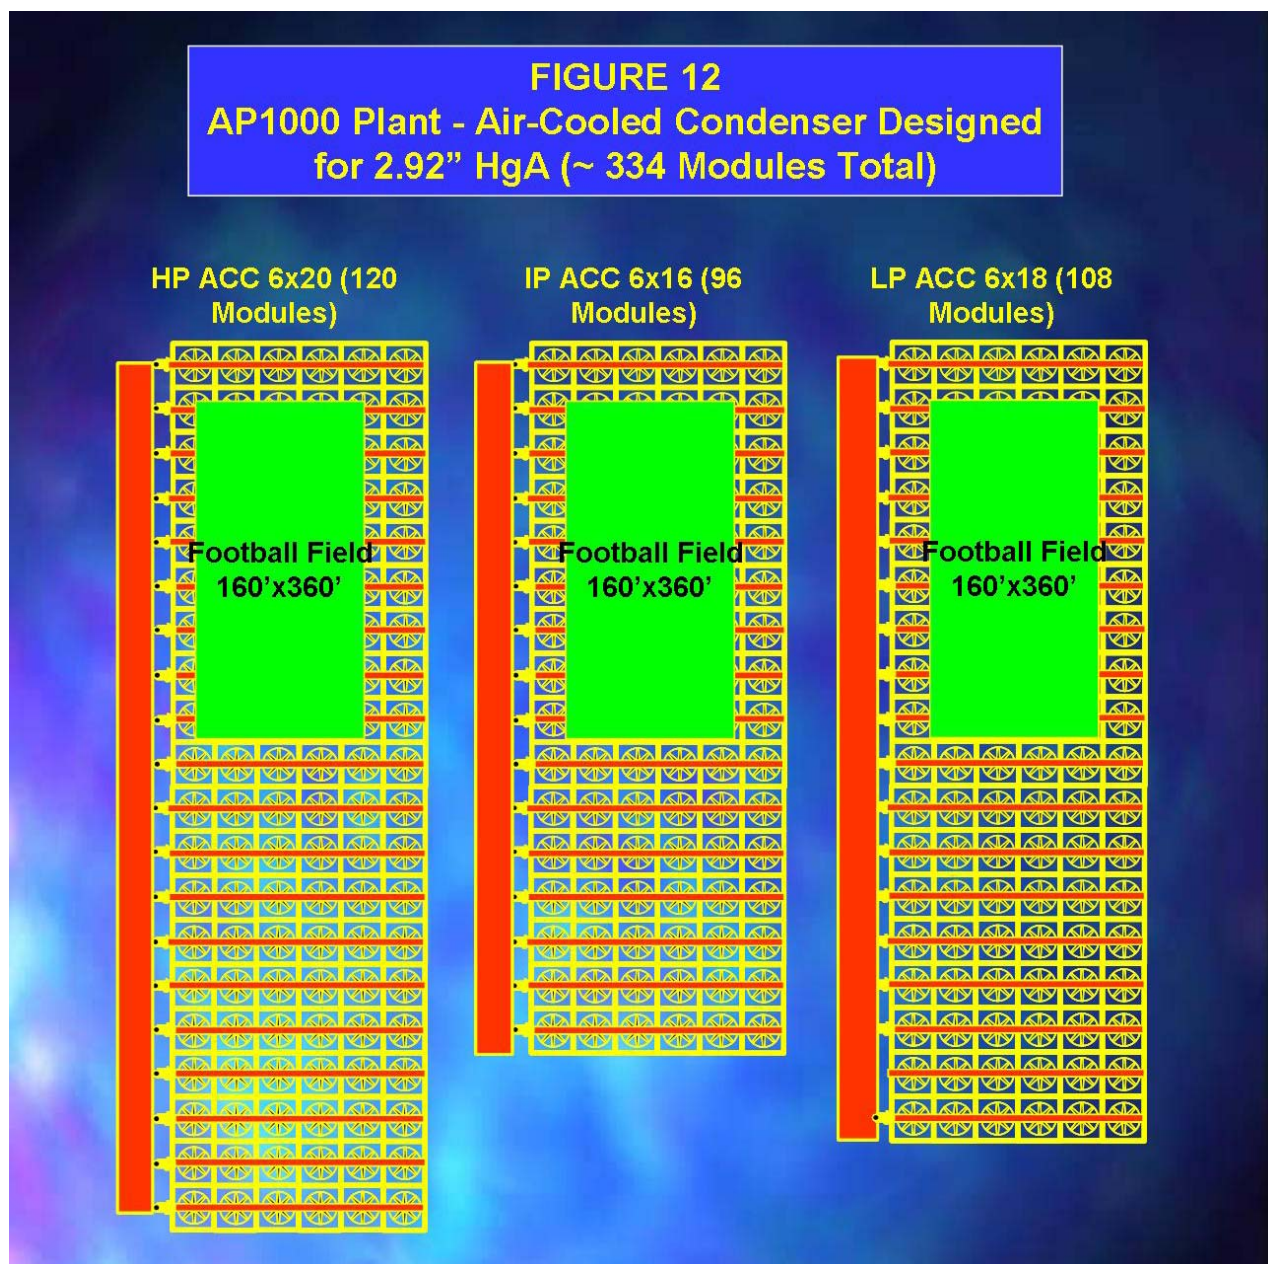 FIGURE 12
AP1000 Plant - Air-Cooled Condenser Designed
for 2.92” HgA (~ 334 Modules Total)
HP ACC 6x20 (120
Modules)
IP ACC 6x16 (96
Modules)
LP ACC 6x18 (108
Modules)
Football Field
160’x360’
Football Field
160’x360’
Football Field
160’x360’